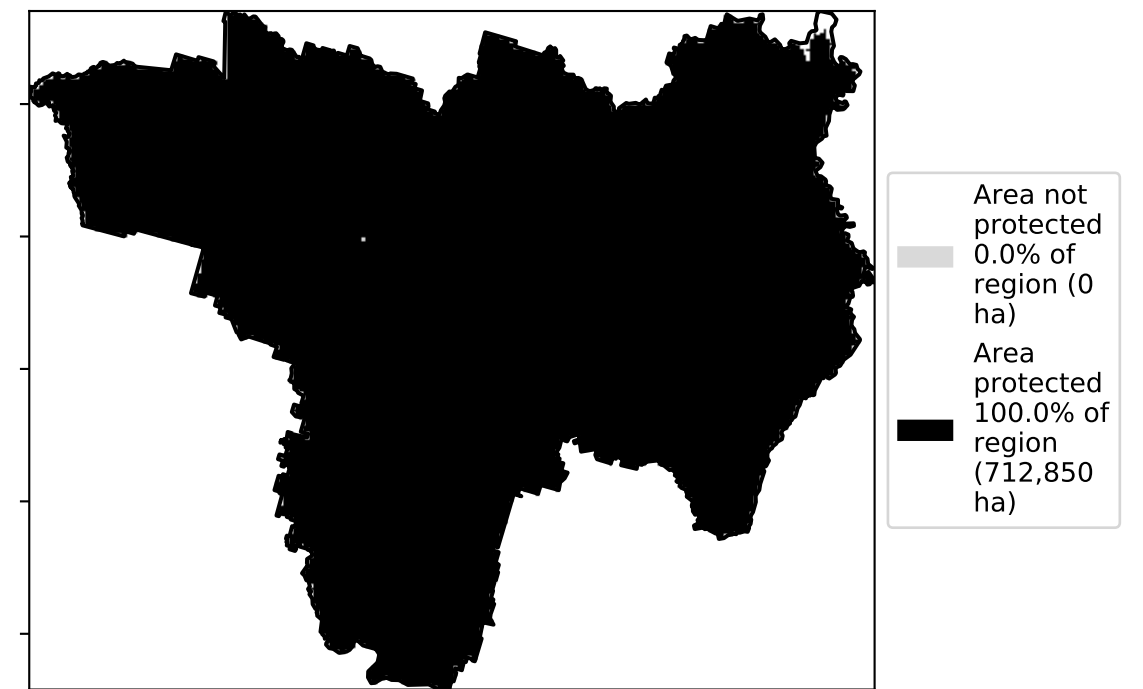 Area not
protected
0.0% of
region (0
ha)
Area
protected
100.0% of
region
(712,850
ha)